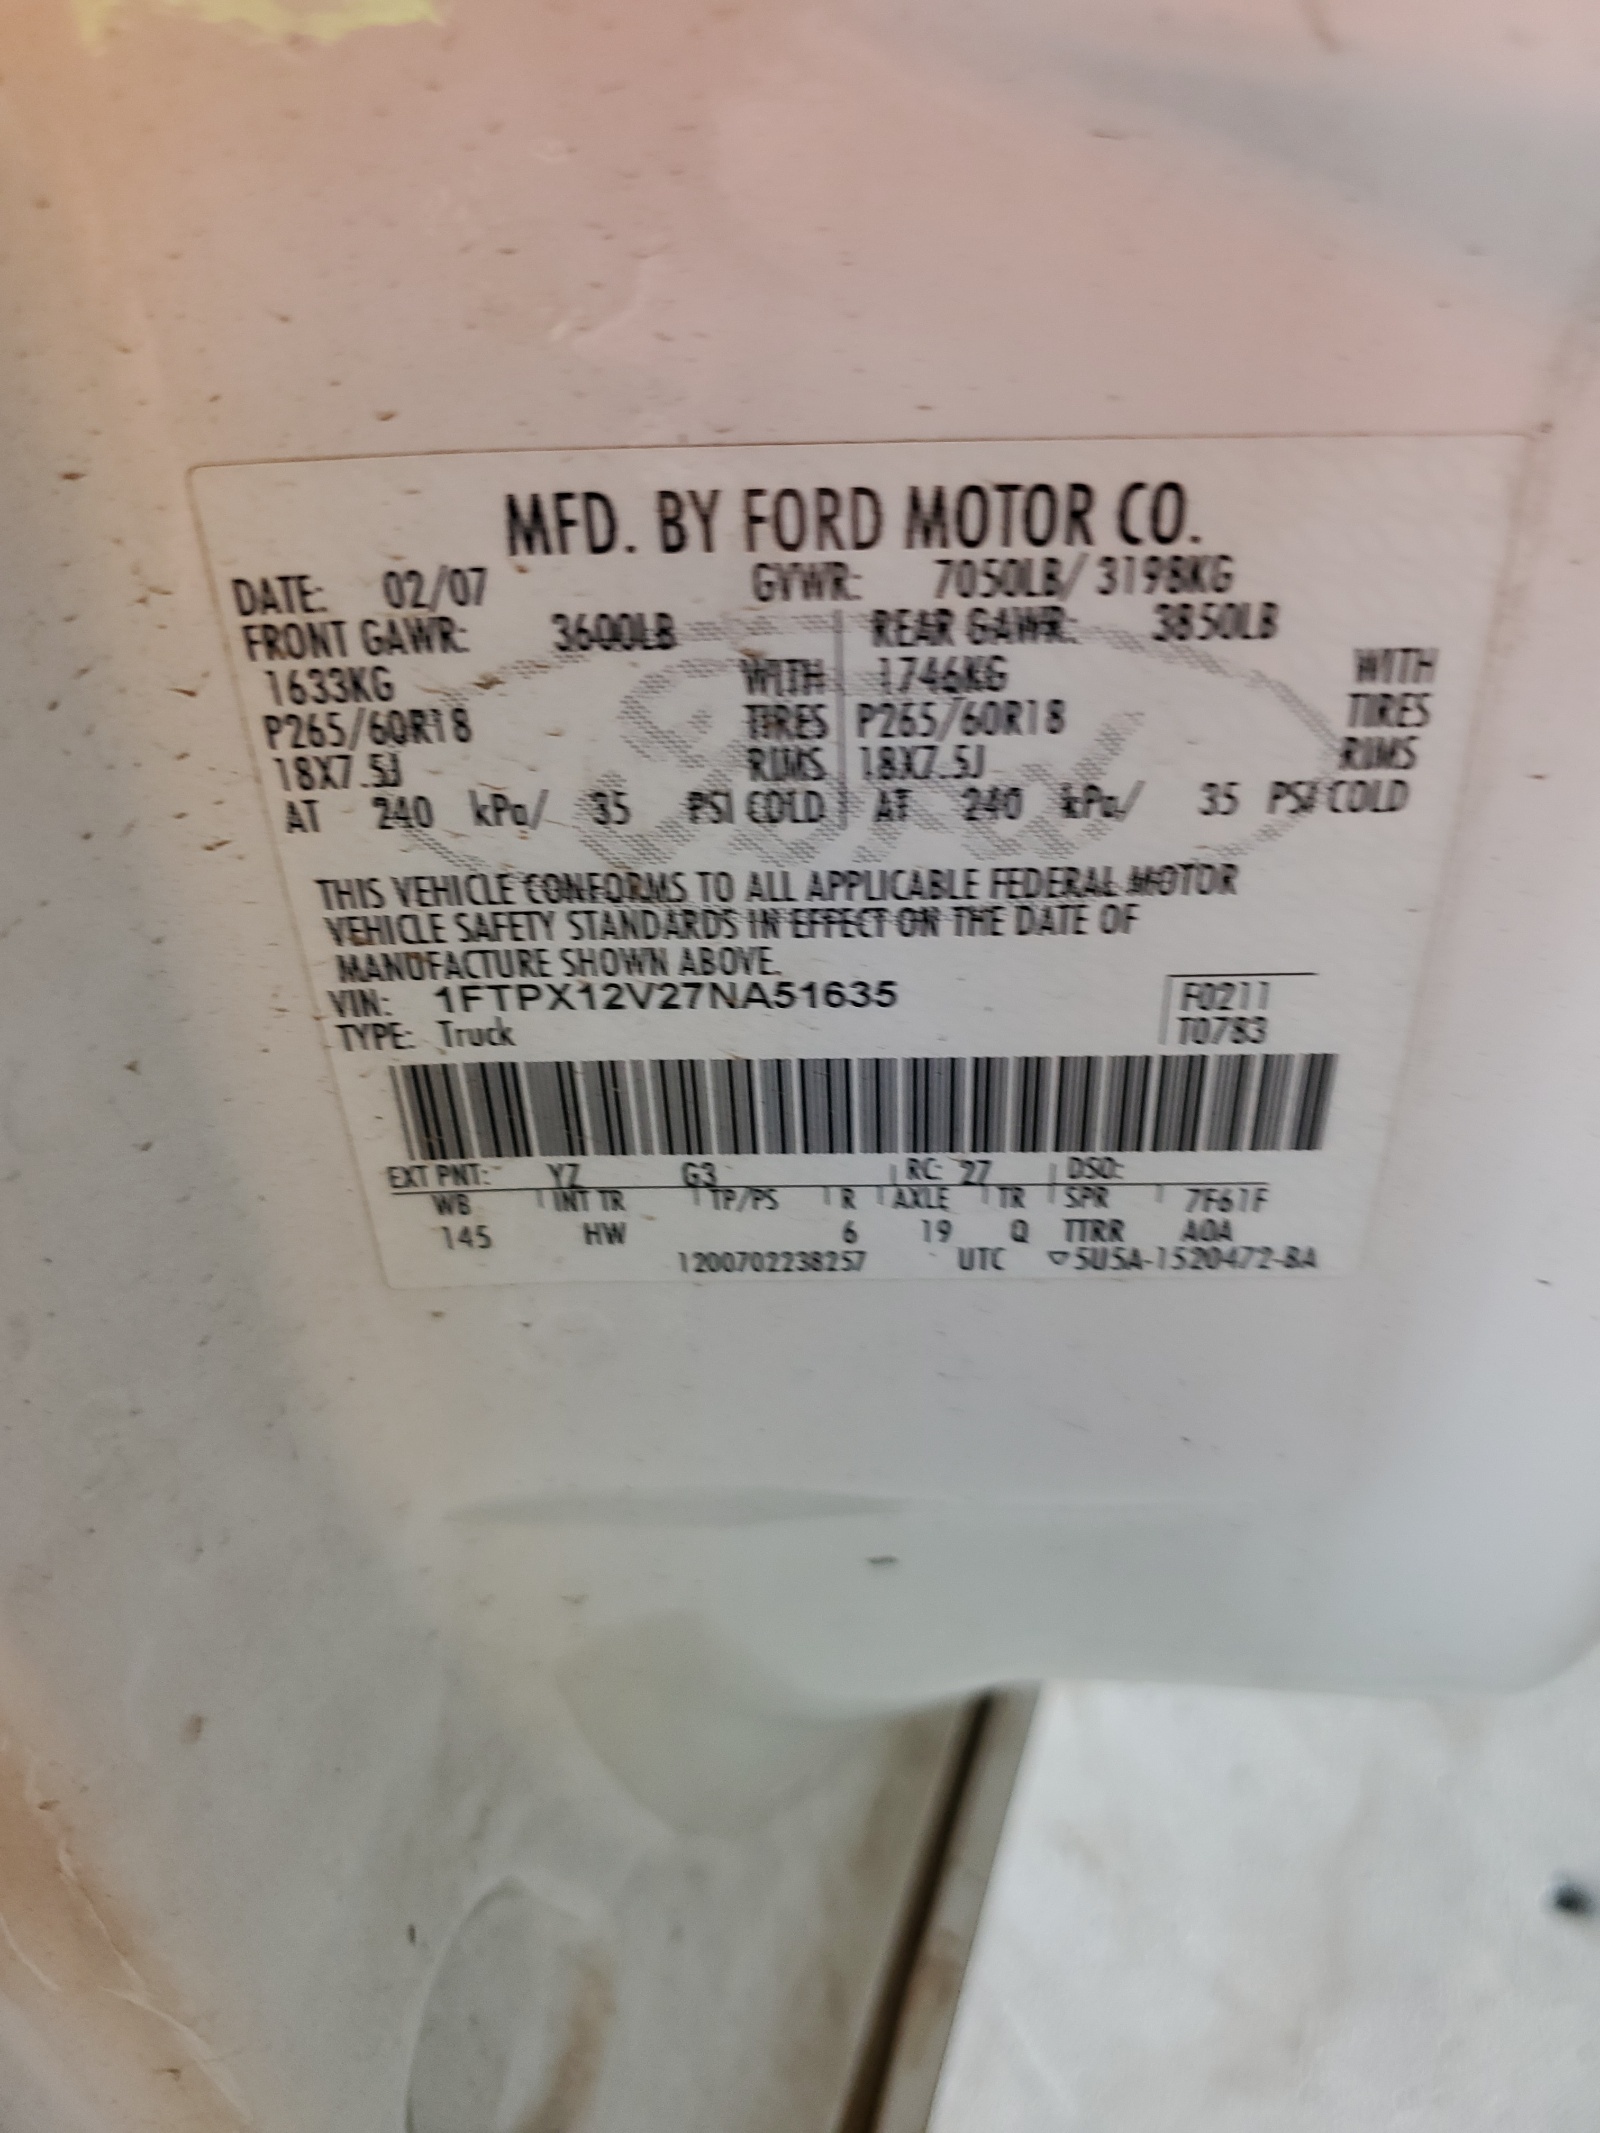 MFD. BY FORD MOTOR CO.
DATE: 02/07 GVWR: 7050LB/ 3198KG
FRONT GAWR: 3600LB REAR GAWR: 3850LB
1633KG WITH 1746KG WITH
P265/60R18 TIRES P265/60R18 TIRES
18X7.5J RIMS 18X7.5J RIMS
AT 240 kPa/ 35 PSI COLD AT 240 kPa/ 35 PSI COLD
THIS VEHICLE CONFORMS TO ALL APPLICABLE FEDERAL MOTOR
VEHICLE SAFETY STANDARDS IN EFFECT ON THE DATE OF
MANUFACTURE SHOWN ABOVE.
VIN: 1FTPX12V27NA51635 F0211
TYPE: Truck T0783
EXT PNT: YZ G3 RC: 27 DSO:
WB INT TR TP/PS R AXLE TR SPR 7F61F
145 HW 6 19 Q TTRR AOA
1200702238257 UTC ▽5U5A-1520472-BA